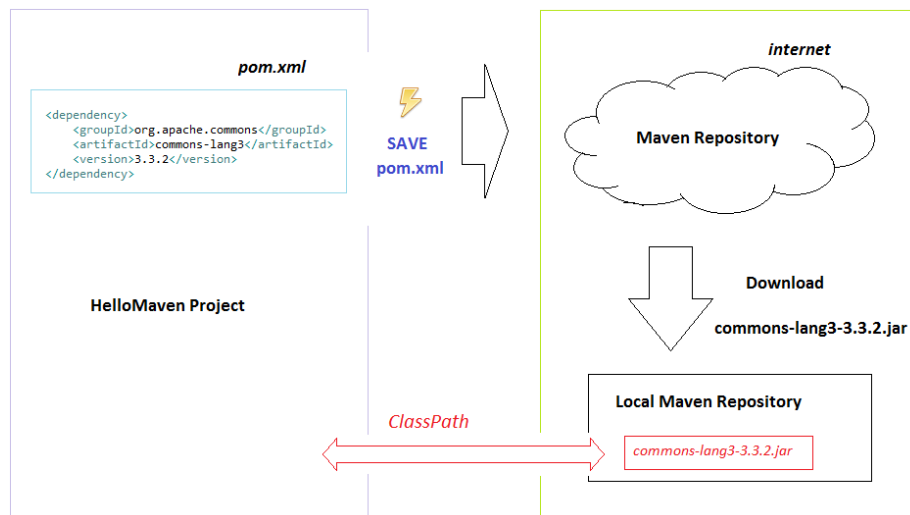 pom.xml
<dependency>
<groupId>org.apache.commons</groupId>
<artifactId>commons-lang3</artifactId>
<version>3.3.2</version>
</dependency>
SAVE
pom.xml
internet
Maven Repository
HelloMaven Project
Download
commons-lang3-3.3.2.jar
Local Maven Repository
commons-lang3-3.3.2.jar
ClassPath